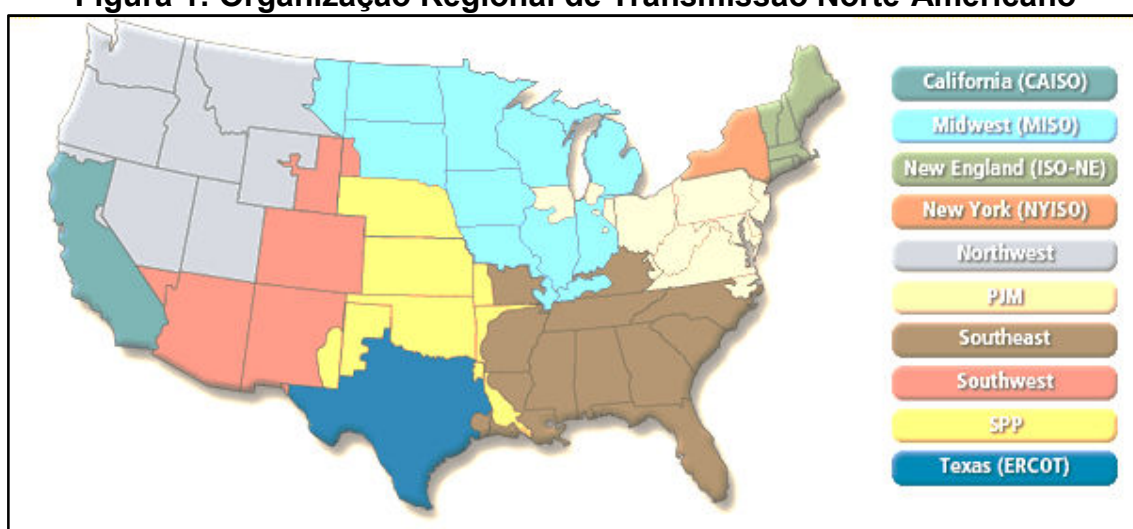 Figura 1: Organização Regional de Transmissão Norte-Americano
California (CAISO)
Midwest (MISO)
New England (ISO-NE)
New York (NYISO)
Northwest
PJM
Southeast
Southwest
SPP
Texas (ERCOT)